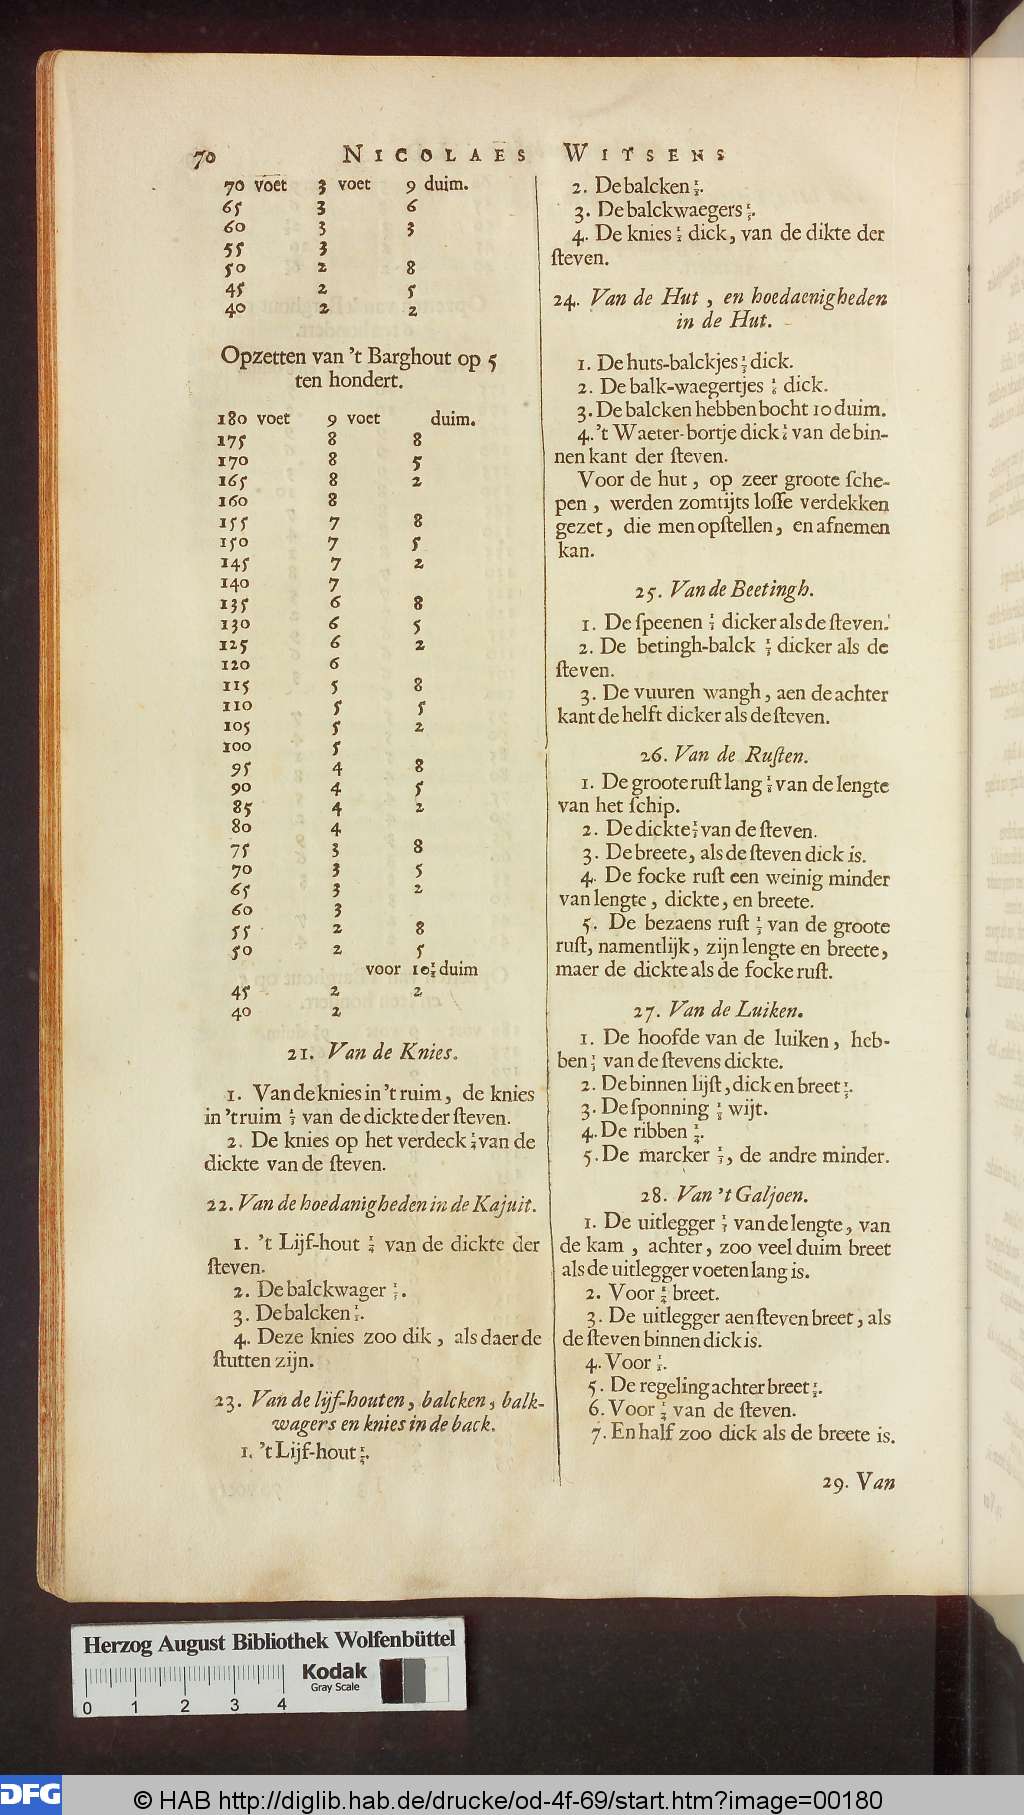 70 NICOLAES WITSENS
70 voet 3 voet 9 duim.
65 3 6
60 3 3
55 3
50 2 8
45 2 5
40 2 2
Opzetten van 't Barghout op 5
ten hondert.
180 voet 9 voet duim.
175 8 8
170 8 5
165 8 2
160 8
155 7 8
150 7 5
145 7 2
140 7
135 6 8
130 6 5
125 6 2
120 6
115 5 8
110 5 5
105 5 2
100 5
95 4 8
90 4 5
85 4 2
80 4
75 3 8
70 3 5
65 3 2
60 3
55 2 8
50 2 5
voor 10½ duim
45 2 2
40 2
21. Van de Knies.
1. Van de knies in 't ruim, de knies
in 't ruim van de dickte der ſteven.
2. De knies op het verdeck van de
dickte van de ſteven.
22. Van de hoedanigheden in de Kajuit.
1. 't Lijf-hout van de dickte der
ſteven.
2. De balckwager
3. De balcken
4. Deze knies zoo dik, als daer de
ſtutten zijn.
23. Van de lijf-houten, balcken, balk-
wagers en knies in de back.
1. 't Lijf-hout
2. De balcken
3. De balckwaegers
4. De knies dick, van de dikte der
ſteven.
24. Van de Hut, en hoedaenigheden
in de Hut.
1. De huts-balckjes dick.
2. De balk-waegertjes dick.
3. De balcken hebben bocht 10 duim.
4. 't Waeter-bortje dick van de bin-
nen kant der ſteven.
Voor de hut, op zeer groote ſche-
pen, werden zomtijts loſſe verdekken
gezet, die men opſtellen, en afnemen
kan.
25. Van de Beetingh.
1. De ſpeenen dicker als de ſteven.
2. De betingh-balck dicker als de
ſteven.
3. De vuuren wangh, aen de achter
kant de helft dicker als de ſteven.
26. Van de Ruſten.
1. De groote ruſt lang van de lengte
van het ſchip.
2. De dickte van de ſteven.
3. De breete, als de ſteven dick is.
4. De focke ruſt een weinig minder
van lengte, dickte, en breete.
5. De bezaens ruſt van de groote
ruſt, namentlijk, zijn lengte en breete,
maer de dickte als de focke ruſt.
27. Van de Luiken.
1. De hoofde van de luiken, heb-
ben van de ſtevens dickte.
2. De binnen lijſt, dick en breet
3. De ſponning wijt.
4. De ribben
5. De marcker, de andre minder.
28. Van 't Galjoen.
1. De uitlegger van de lengte, van
de kam, achter, zoo veel duim breet
als de uitlegger voeten lang is.
2. Voor breet.
3. De uitlegger aen ſteven breet, als
de ſteven binnen dick is.
4. Voor
5. De regeling achter breet
6. Voor van de ſteven.
7. En half zoo dick als de breete is.
29. Van
Herzog August Bibliothek Wolfenbüttel
Kodak
Gray Scale
0 1 2 3 4
DFG © HAB http://diglib.hab.de/drucke/od-4f-69/start.htm?image=00180